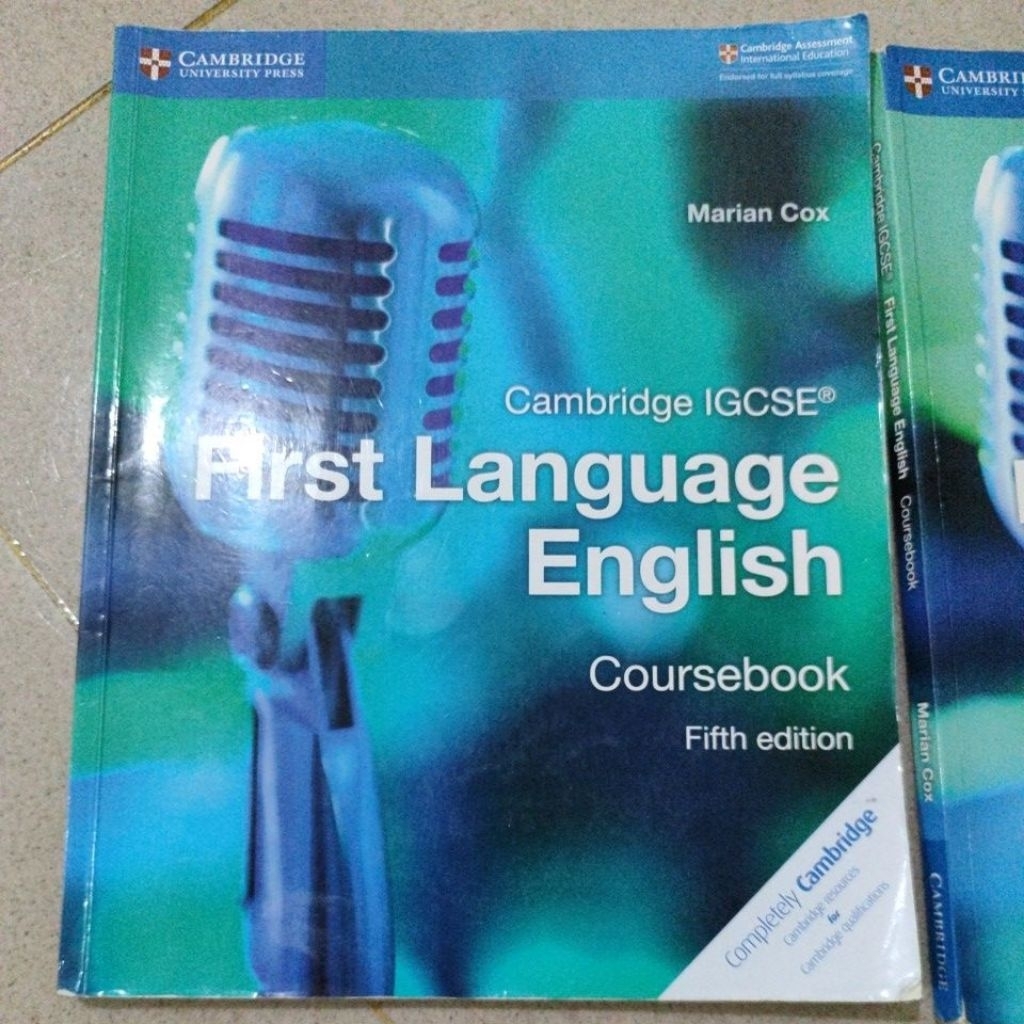 CAMBRIDGE
UNIVERSITY PRESS
Cambridge Assessment
International Education
Endorsed for full syllabus coverage
Marian Cox
Cambridge IGCSE®
First Language
English
Coursebook
Fifth edition
Completely Cambridge
Cambridge resources
for
Cambridge qualifications
Cambridge IGCSE® First Language English Coursebook Marian Cox CAMBRIDGE
CAMBRI
UNIVERSITY